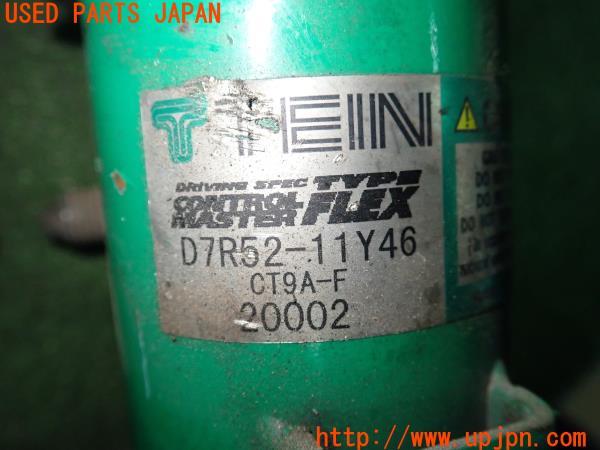 USED PARTS JAPAN
TEIN
DRIVING SPEC TYPE
CONTROL
MASTER FLEX
D7R52-11Y46
CT9A-F
20002
http://www.upjpn.com